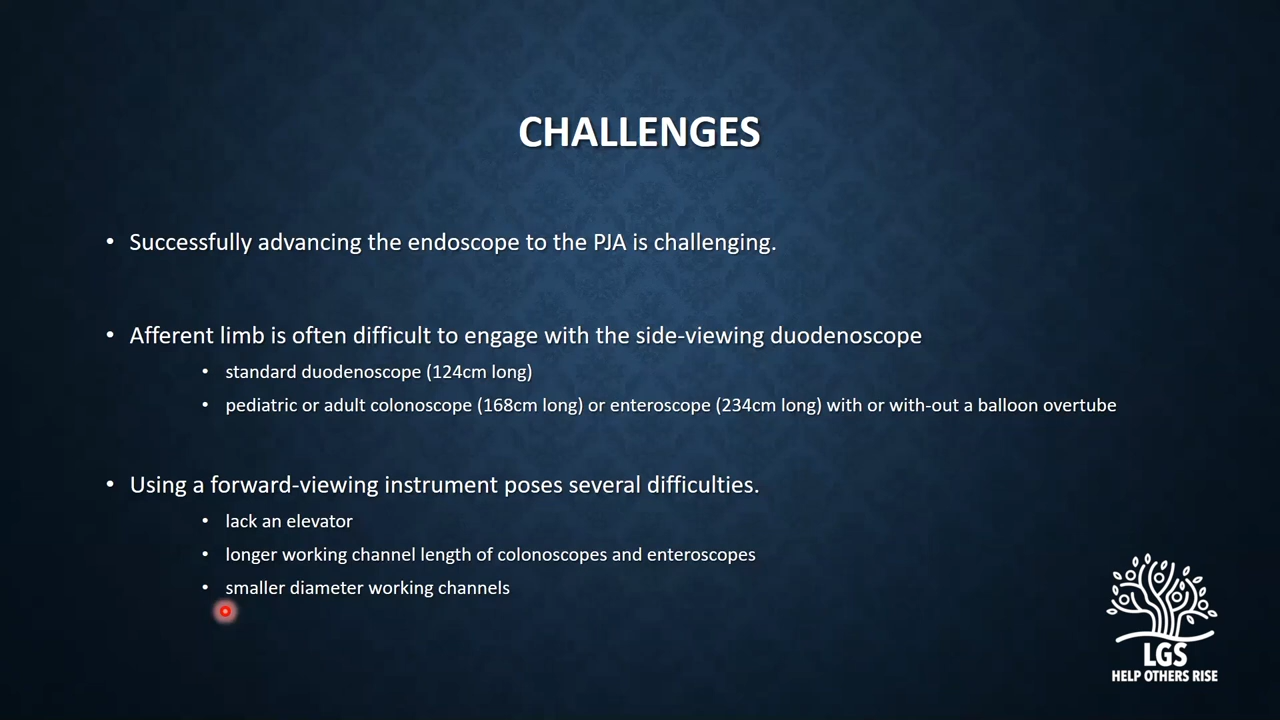 CHALLENGES
• Successfully advancing the endoscope to the PJA is challenging.
• Afferent limb is often difficult to engage with the side-viewing duodenoscope
• standard duodenoscope (124cm long)
• pediatric or adult colonoscope (168cm long) or enteroscope (234cm long) with or with-out a balloon overtube
• Using a forward-viewing instrument poses several difficulties.
• lack an elevator
• longer working channel length of colonoscopes and enteroscopes
• smaller diameter working channels
LGS
HELP OTHERS RISE